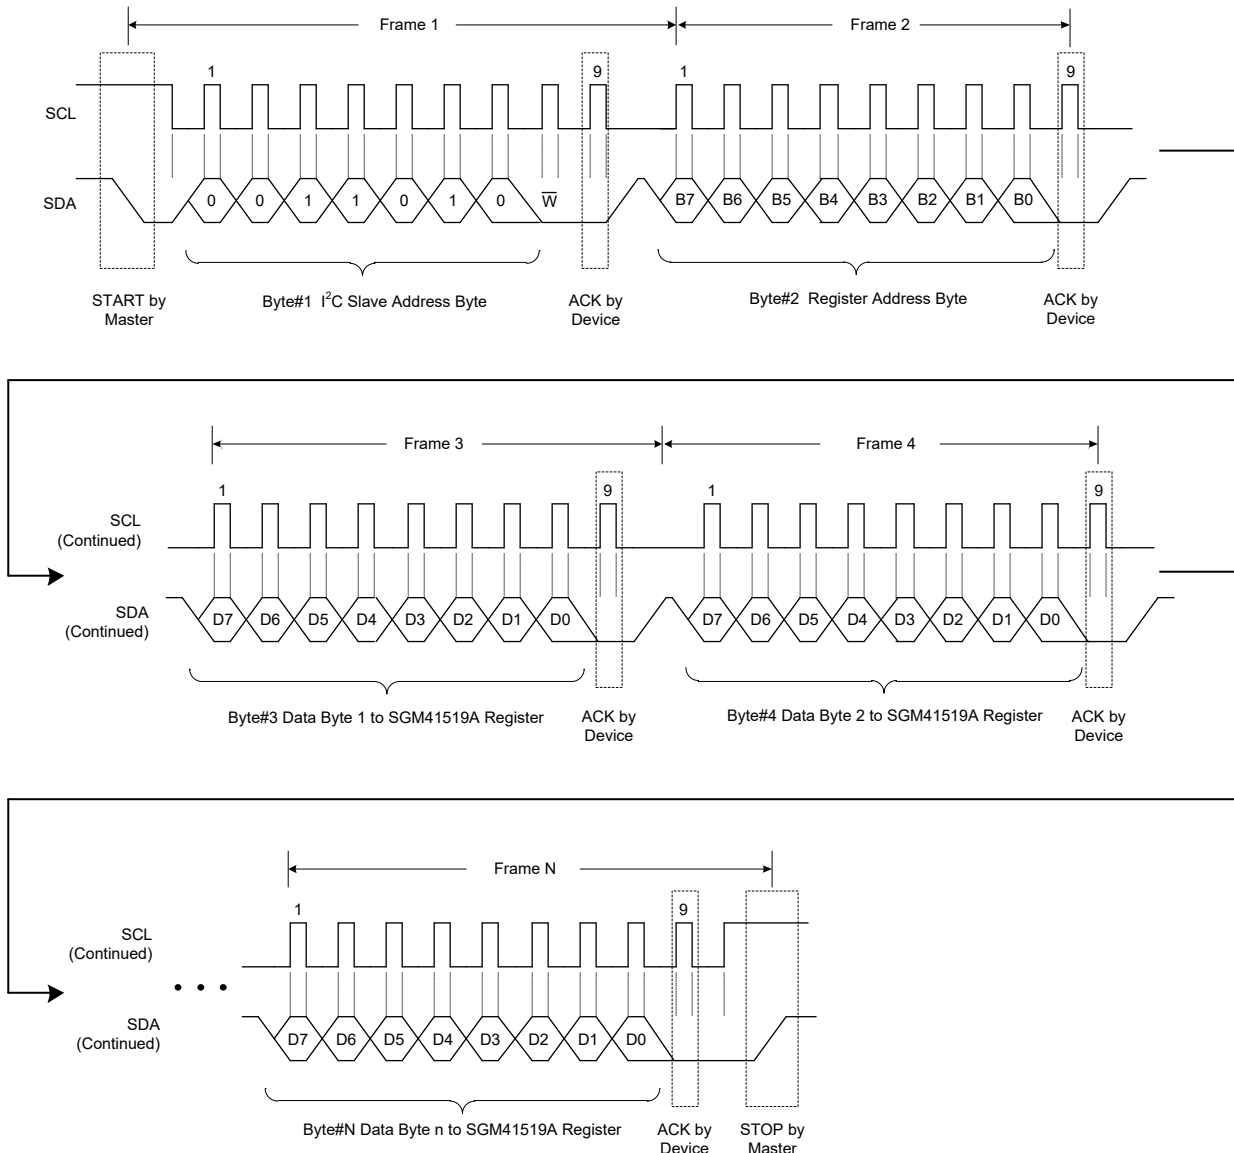 Frame 1
Frame 2
1
9
1
9
SCL
SDA
0
0
1
1
0
1
0
W̅
B7
B6
B5
B4
B3
B2
B1
B0
START by
Master
Byte#1 I²C Slave Address Byte
ACK by
Device
Byte#2 Register Address Byte
ACK by
Device
Frame 3
Frame 4
1
9
1
9
SCL
(Continued)
SDA
(Continued)
D7
D6
D5
D4
D3
D2
D1
D0
D7
D6
D5
D4
D3
D2
D1
D0
Byte#3 Data Byte 1 to SGM41519A Register
ACK by
Device
Byte#4 Data Byte 2 to SGM41519A Register
ACK by
Device
Frame N
1
9
SCL
(Continued)
SDA
(Continued)
D7
D6
D5
D4
D3
D2
D1
D0
Byte#N Data Byte n to SGM41519A Register
ACK by
Device
STOP by
Master